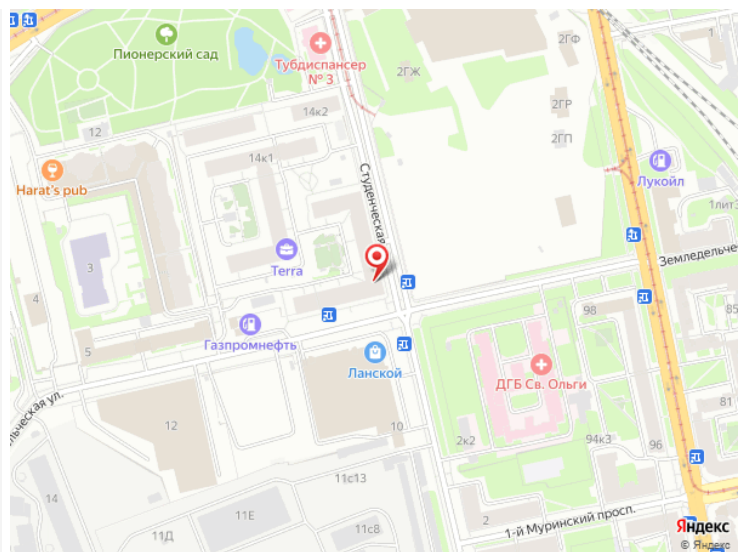 Пионерский сад
Тубдиспансер
№ 3
2ГЖ
2ГФ
2ГР
2ГП
14к2
12
14к1
Harat's pub
Студенческая
Лукойл
1лит3
3
Terra
Земледельче
4
5
Газпромнефть
98
85
Ланской
ДГБ Св. Ольги
льческая ул.
12
10
2к2
94к3
96
81
11с13
14
11Е
11Д
11с8
2
1-й Муринский просп.
Яндекс
© Яндекс